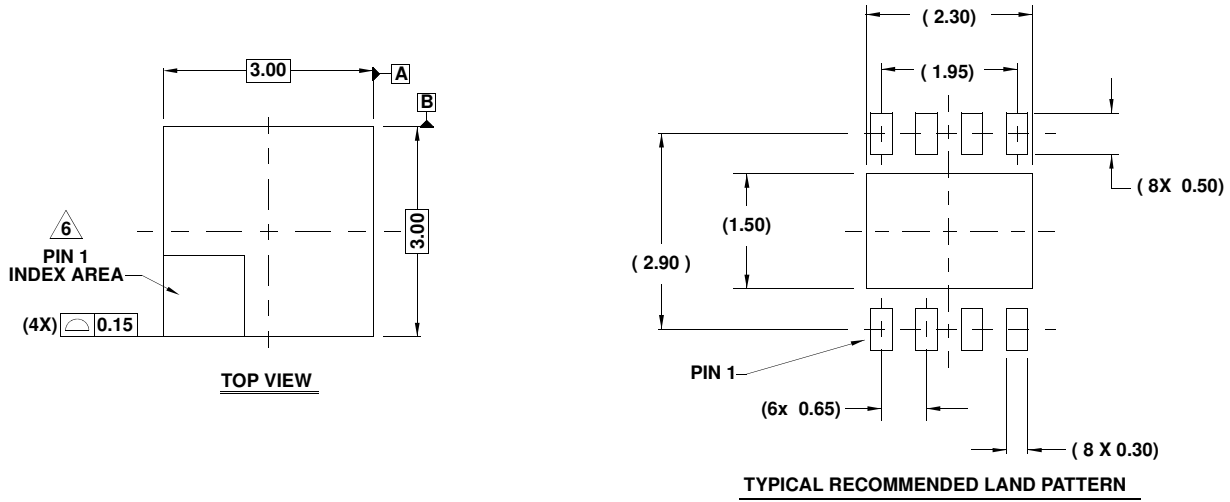 3.00
A
B
3.00
6
PIN 1
INDEX AREA
(4X) 0.15
TOP VIEW
( 2.30)
( 1.95)
( 8X 0.50)
(1.50)
( 2.90 )
PIN 1
(6x 0.65)
( 8 X 0.30)
TYPICAL RECOMMENDED LAND PATTERN